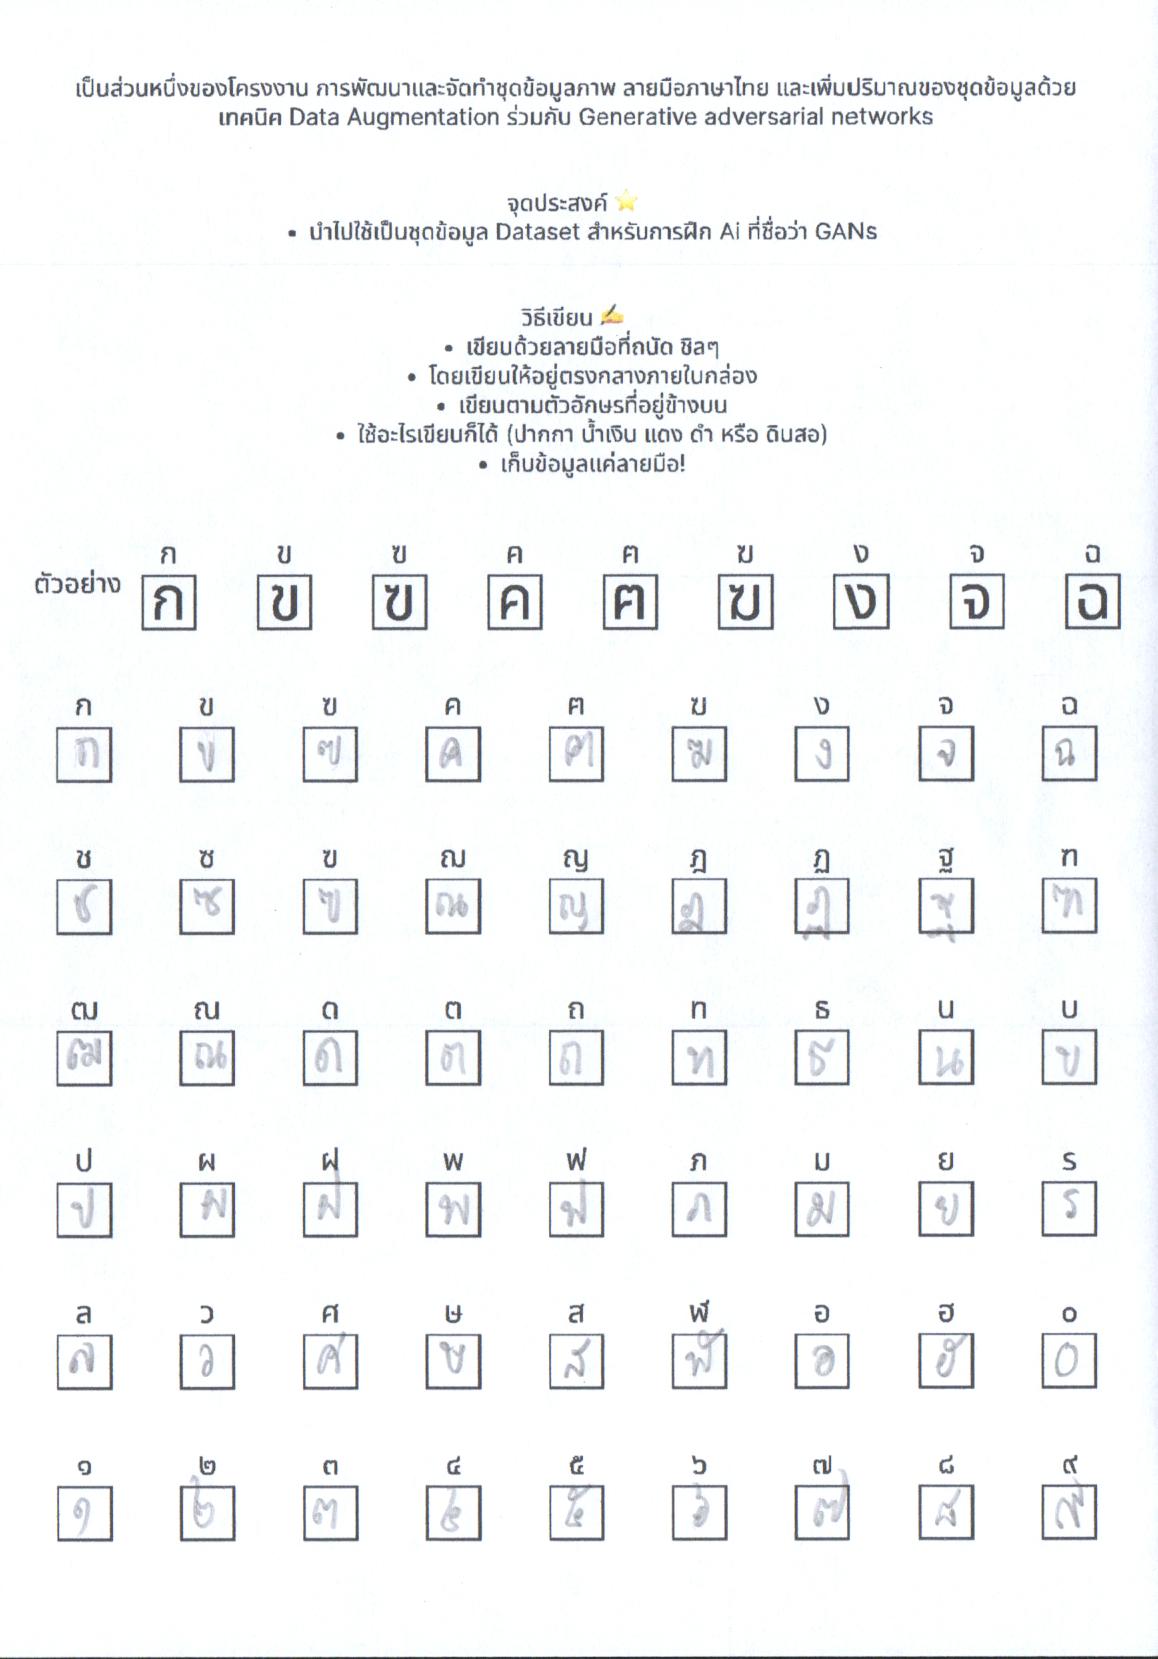 เป็นส่วนหนึ่งของโครงงาน การพัฒนาและจัดทำชุดข้อมูลภาพ ลายมือภาษาไทย และเพิ่มปริมาณของชุดข้อมูลด้วย
เทคนิค Data Augmentation ร่วมกับ Generative adversarial networks
จุดประสงค์ ⭐
• นำไปใช้เป็นชุดข้อมูล Dataset สำหรับการฝึก Ai ที่ชื่อว่า GANs
วิธีเขียน ✍
• เขียนด้วยลายมือที่ถนัด ชิลๆ
• โดยเขียนให้อยู่ตรงกลางภายในกล่อง
• เขียนตามตัวอักษรที่อยู่ข้างบน
• ใช้อะไรเขียนก็ได้ (ปากกา น้ำเงิน แดง ดำ หรือ ดินสอ)
• เก็บข้อมูลแค่ลายมือ!
ก ข ฃ ค ฅ ฆ ง จ ฉ
ตัวอย่าง ก ข ฃ ค ฅ ฆ ง จ ฉ
ก ข ฃ ค ฅ ฆ ง จ ฉ
ก ข ฃ ค ฅ ฆ ง จ ฉ
ช ซ ฃ ฌ ญ ฎ ฏ ฐ ฑ
ช ซ ฃ ฌ ญ ฎ ฏ ฐ ฑ
ฒ ณ ด ต ถ ท ธ น บ
ฒ ณ ด ต ถ ท ธ น บ
ป ผ ฝ พ ฟ ภ ม ย ร
ป ผ ฝ พ ฟ ภ ม ย ร
ล ว ศ ษ ส ฬ อ ฮ ๐
ล ว ศ ษ ส ฬ อ ฮ ๐
๑ ๒ ๓ ๔ ๕ ๖ ๗ ๘ ๙
๑ ๒ ๓ ๔ ๕ ๖ ๗ ๘ ๙